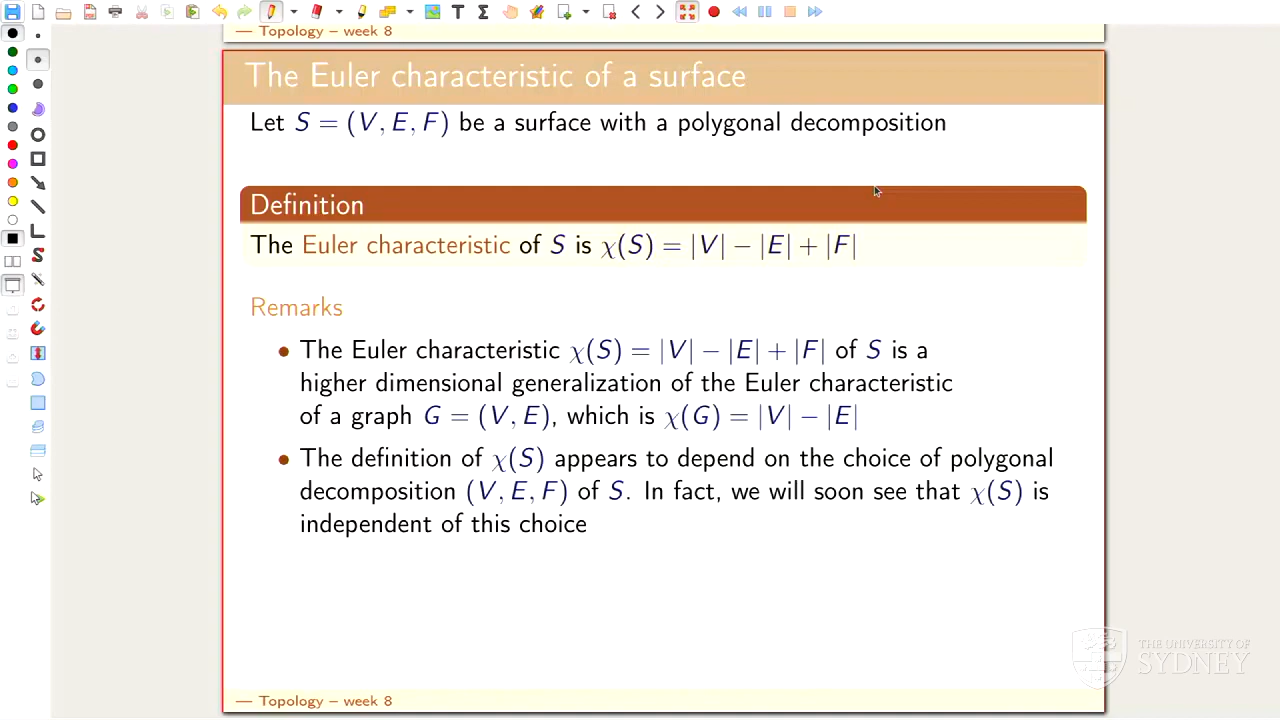 — Topology – week 8
The Euler characteristic of a surface
Let S = (V, E, F) be a surface with a polygonal decomposition
Definition
The Euler characteristic of S is χ(S) = |V| − |E| + |F|
Remarks
• The Euler characteristic χ(S) = |V| − |E| + |F| of S is a
higher dimensional generalization of the Euler characteristic
of a graph G = (V, E), which is χ(G) = |V| − |E|
• The definition of χ(S) appears to depend on the choice of polygonal
decomposition (V, E, F) of S. In fact, we will soon see that χ(S) is
independent of this choice
THE UNIVERSITY OF
SYDNEY
— Topology – week 8